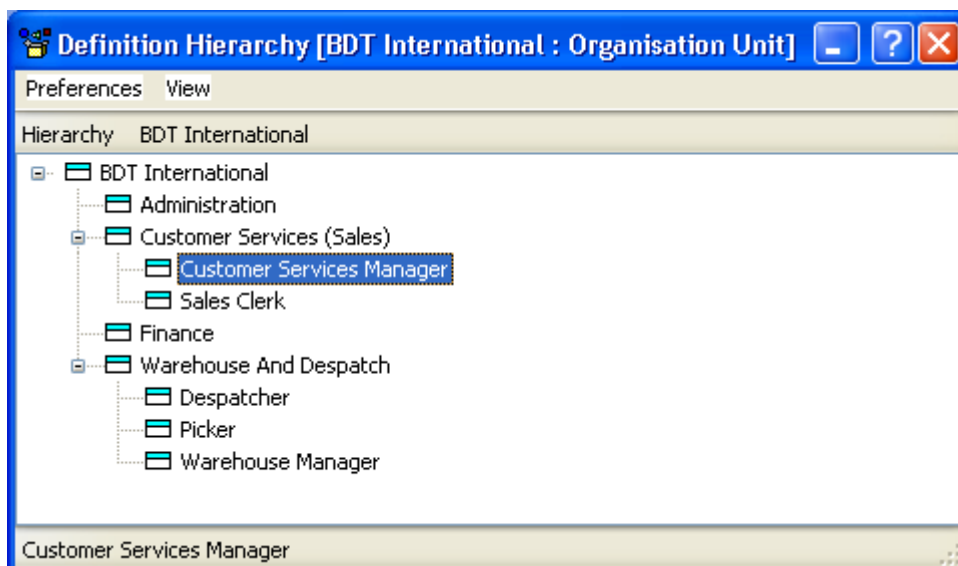 Definition Hierarchy [BDT International : Organisation Unit]
Preferences View
Hierarchy BDT International
BDT International
Administration
Customer Services (Sales)
Customer Services Manager
Sales Clerk
Finance
Warehouse And Despatch
Despatcher
Picker
Warehouse Manager
Customer Services Manager